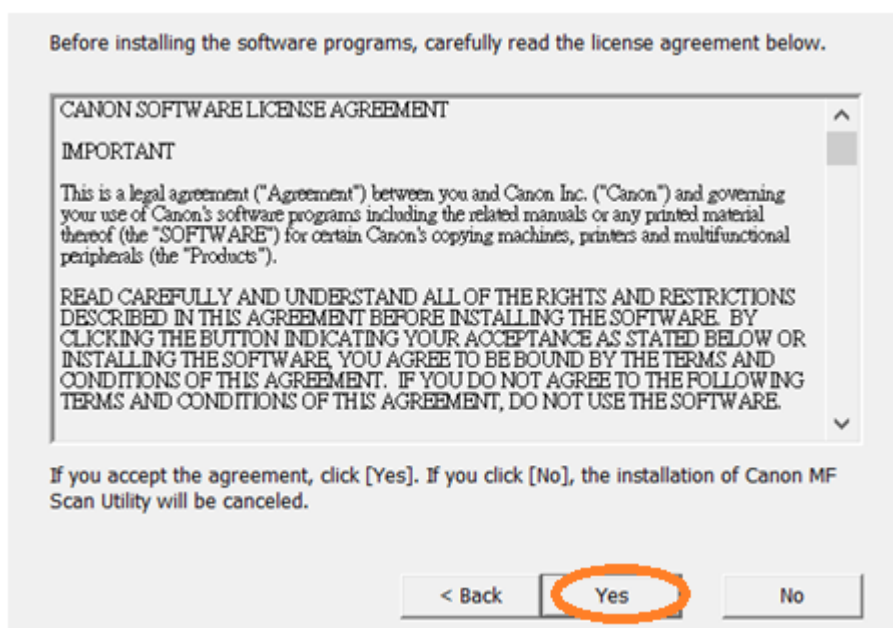 Before installing the software programs, carefully read the license agreement below.
CANON SOFTWARE LICENSE AGREEMENT
IMPORTANT
This is a legal agreement ("Agreement") between you and Canon Inc. ("Canon") and governing
your use of Canon's software programs including the related manuals or any printed material
thereof (the "SOFTWARE") for certain Canon's copying machines, printers and multifunctional
peripherals (the "Products").
READ CAREFULLY AND UNDERSTAND ALL OF THE RIGHTS AND RESTRICTIONS
DESCRIBED IN THIS AGREEMENT BEFORE INSTALLING THE SOFTWARE. BY
CLICKING THE BUTTON INDICATING YOUR ACCEPTANCE AS STATED BELOW OR
INSTALLING THE SOFTWARE, YOU AGREE TO BE BOUND BY THE TERMS AND
CONDITIONS OF THIS AGREEMENT. IF YOU DO NOT AGREE TO THE FOLLOWING
TERMS AND CONDITIONS OF THIS AGREEMENT, DO NOT USE THE SOFTWARE.
If you accept the agreement, click [Yes]. If you click [No], the installation of Canon MF
Scan Utility will be canceled.
< Back Yes No